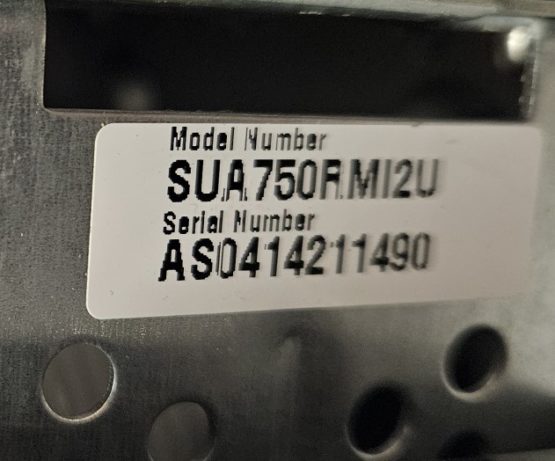 Model Number
SUA750RMI2U
Serial Number
AS0414211490